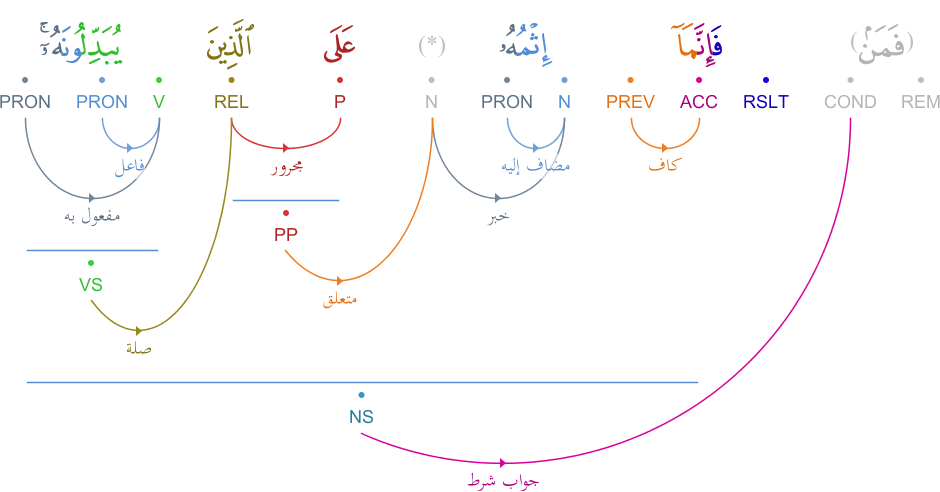 (فَمَنۢ) فَإِنَّمَآ إِثْمُهُۥ (*) عَلَى ٱلَّذِينَ يُبَدِّلُونَهُۥٓ ۚ
REM COND RSLT ACC PREV N PRON N P REL V PRON PRON
كاف مضاف إليه مجرور فاعل
خبر مفعول به
PP
VS
متعلق
صلة
NS
جواب شرط